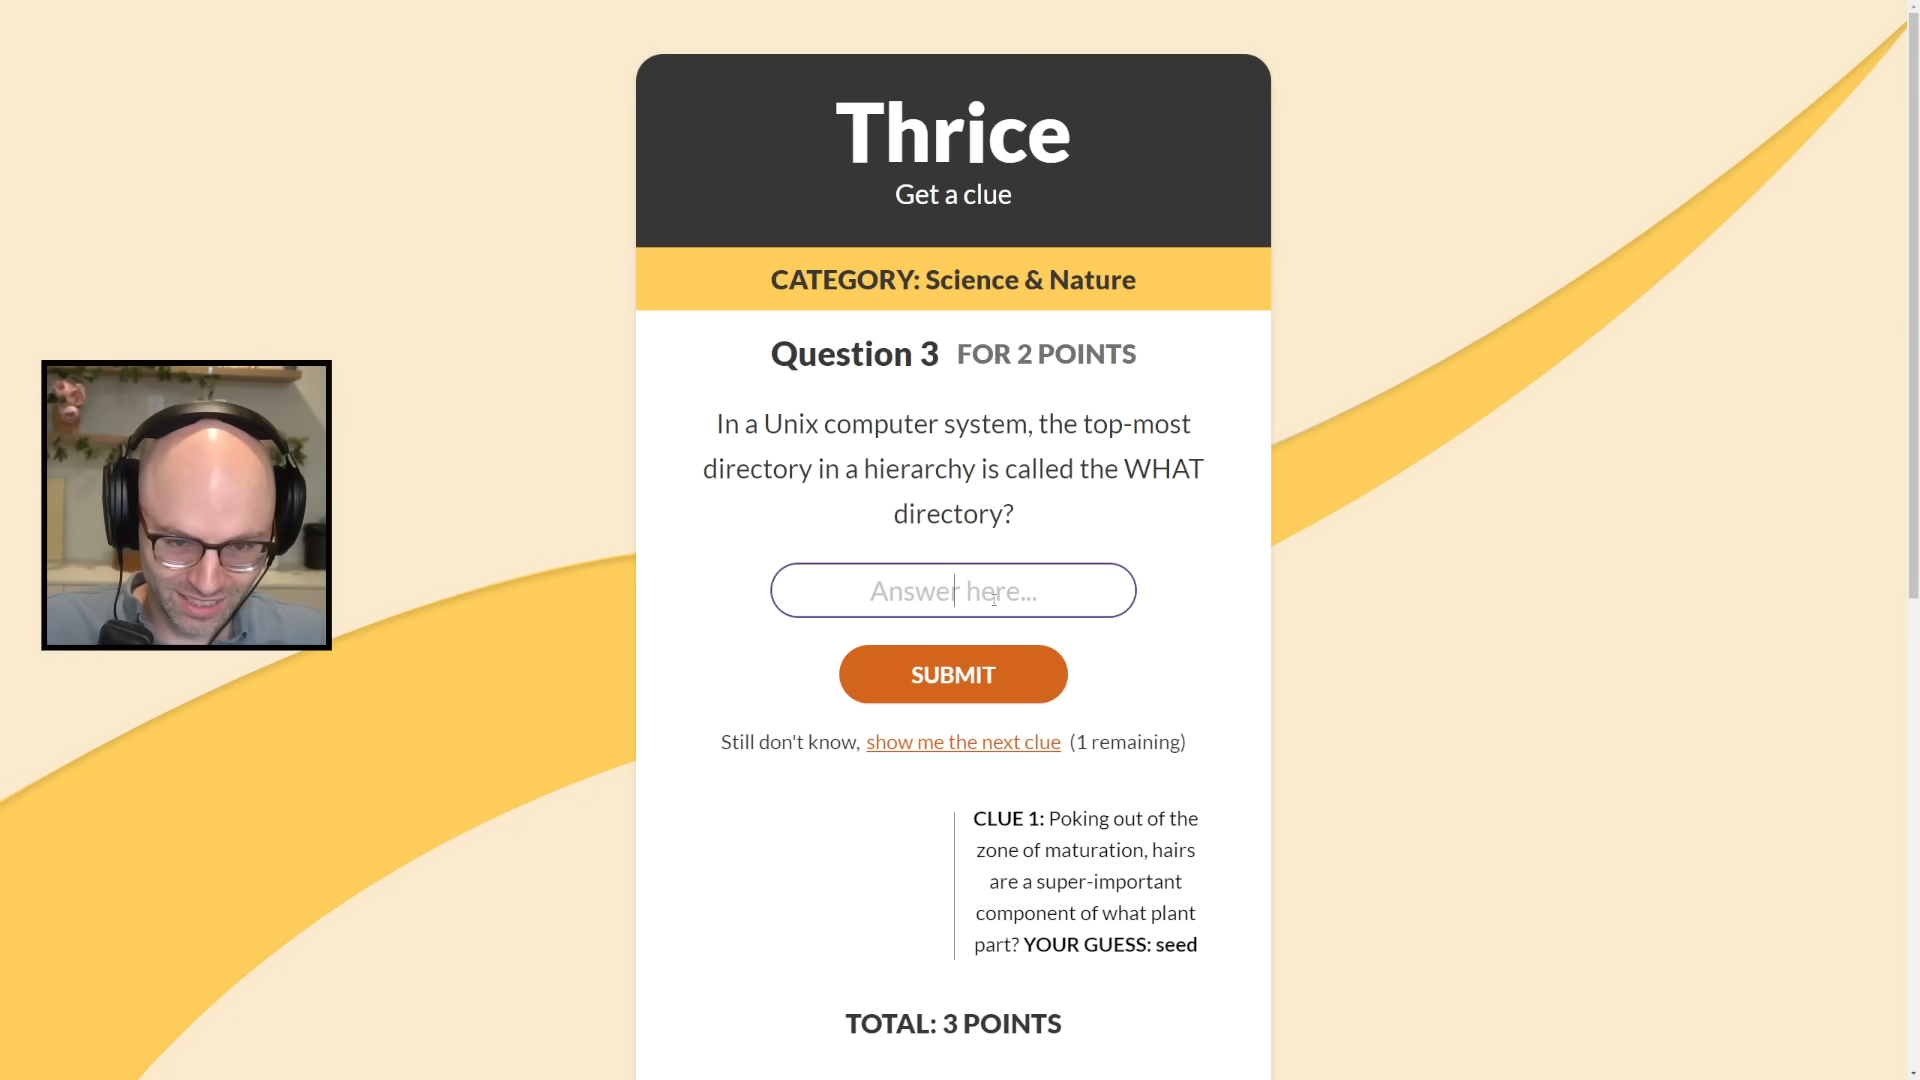 Thrice
Get a clue
CATEGORY: Science & Nature
Question 3 FOR 2 POINTS
In a Unix computer system, the top-most
directory in a hierarchy is called the WHAT
directory?
Answer here...
SUBMIT
Still don't know, show me the next clue (1 remaining)
CLUE 1: Poking out of the
zone of maturation, hairs
are a super-important
component of what plant
part? YOUR GUESS: seed
TOTAL: 3 POINTS